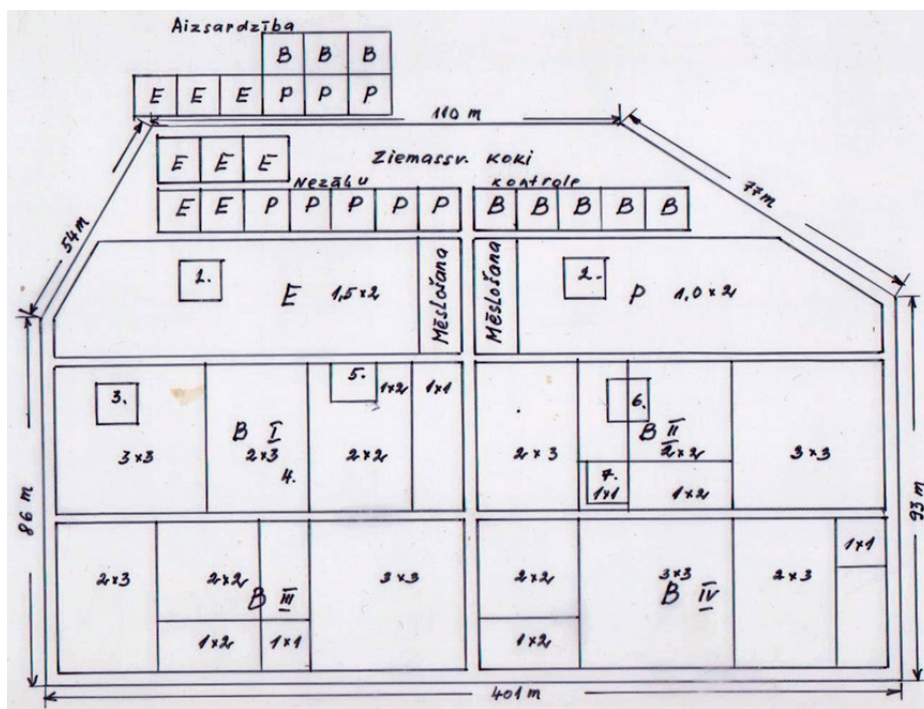 Aizsardzība
B B B
E E E P P P
110 m
E E E Ziemassv. koki
Nezāļu kontrole
E E P P P P P B B B B B
54 m
77 m
1. 2.
E 1,5x2 Mēslošana Mēslošana P 1.0x2
3. 5. 1x2 1x1 6.
B I B II
3x3 2x3 2x2 2x3 2x2 3x3
4. 7.
1x1 1x2
86 m
93 m
1x1
2x3 2x2 3x3 2x2 3x3 2x3
B III B IV
1x2 1x1 1x2
401 m